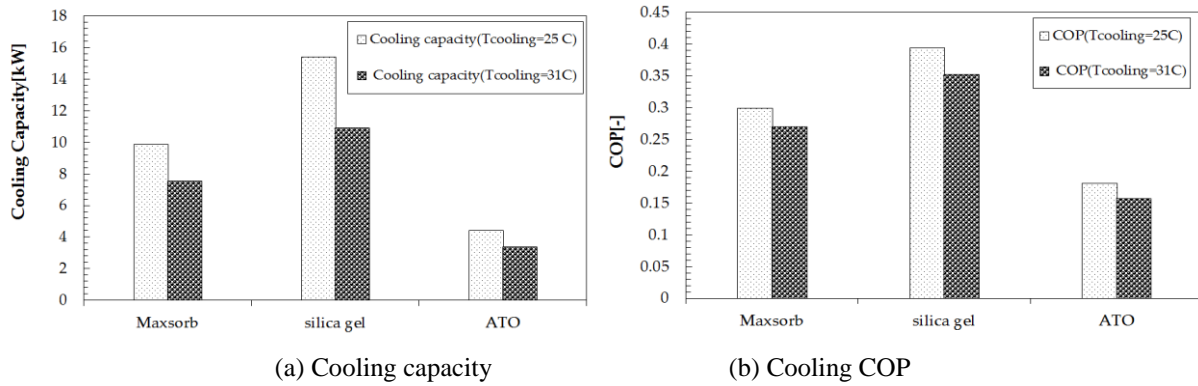 Cooling Capacity[kW]
18
16
14
12
10
8
6
4
2
0
Cooling capacity(Tcooling=25 C)
Cooling capacity(Tcooling=31C)
Maxsorb
silica gel
ATO
(a) Cooling capacity
COP[-]
0.45
0.4
0.35
0.3
0.25
0.2
0.15
0.1
0.05
0
COP(Tcooling=25C)
COP(Tcooling=31C)
Maxsorb
silica gel
ATO
(b) Cooling COP